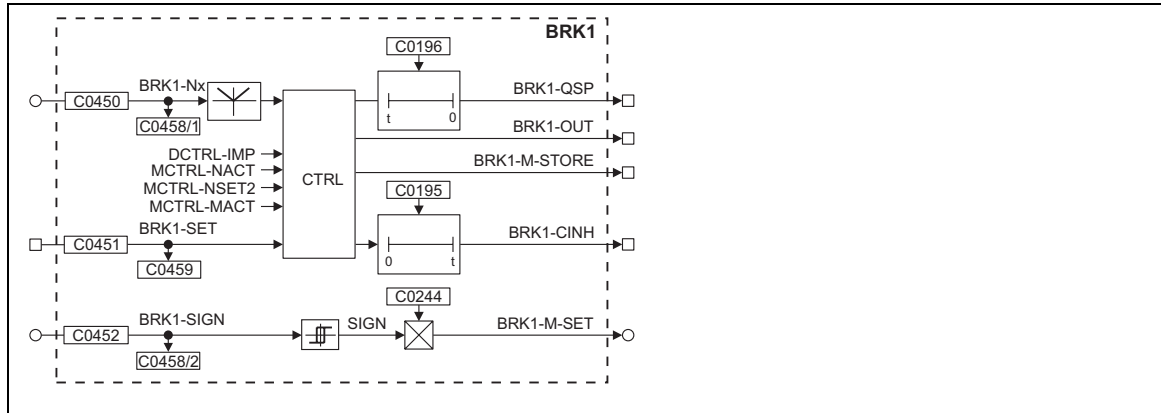 BRK1
C0196
BRK1-Nx
BRK1-QSP
C0450
t 0
C0458/1
BRK1-OUT
DCTRL-IMP
BRK1-M-STORE
MCTRL-NACT
CTRL
MCTRL-NSET2
C0195
MCTRL-MACT
BRK1-SET
BRK1-CINH
C0451
0 t
C0459
C0244
BRK1-SIGN
SIGN
BRK1-M-SET
C0452
C0458/2